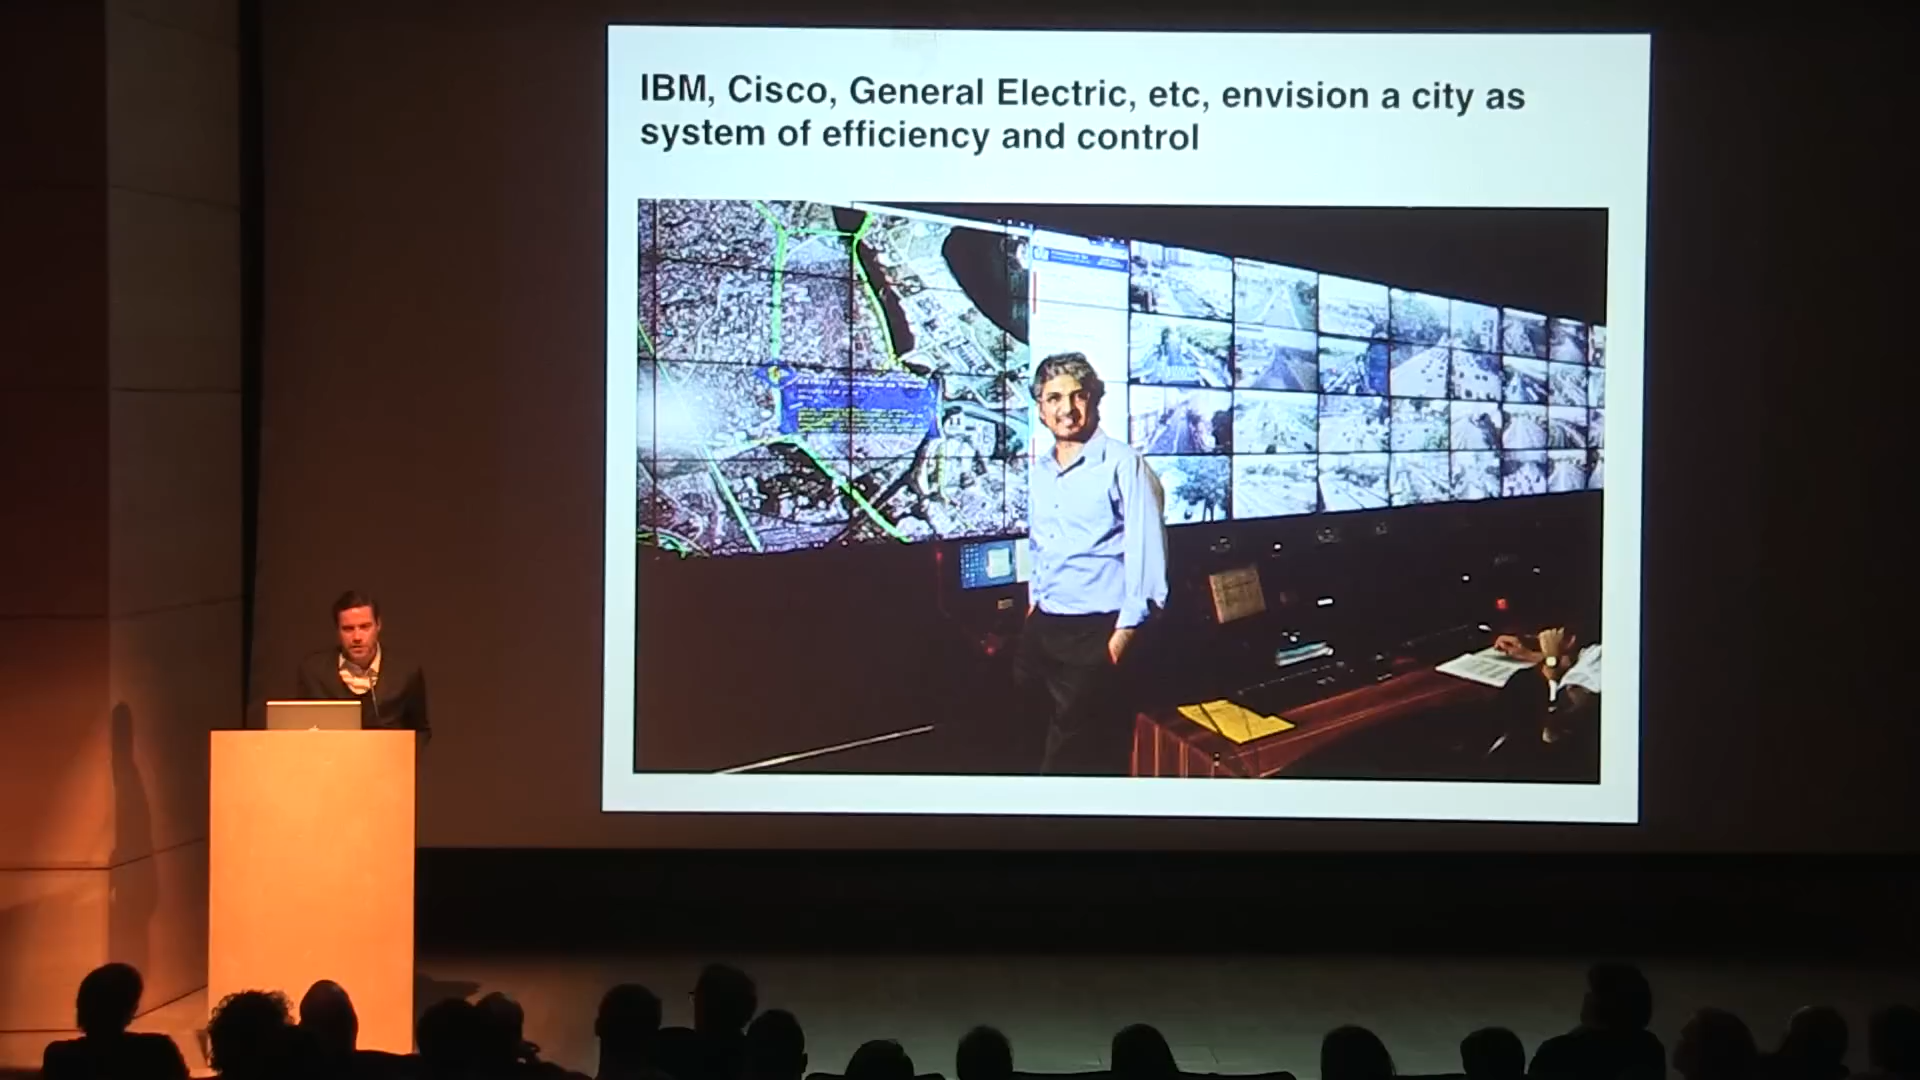 IBM, Cisco, General Electric, etc, envision a city as
system of efficiency and control